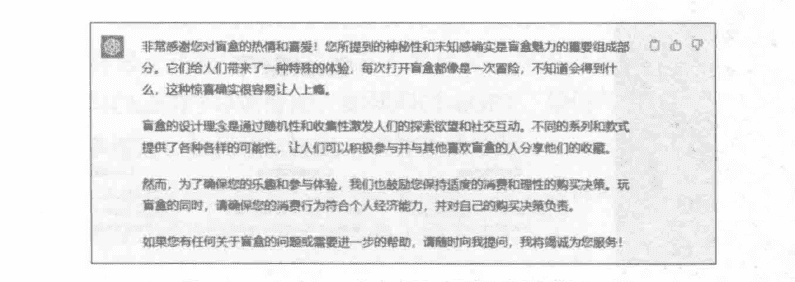 非常感谢您对盲盒的热情和喜爱！您所提到的神秘性和未知感确实是盲盒魅力的重要组成部
分。它们给人们带来了一种特殊的体验，每次打开盲盒都像是一次冒险，不知道会得到什
么，这种惊喜确实很容易让人上瘾。
盲盒的设计理念是通过随机性和收集性激发人们的探索欲望和社交互动。不同的系列和款式
提供了各种各样的可能性，让人们可以积极参与并与其他喜欢盲盒的人分享他们的收藏。
然而，为了确保您的乐趣和参与体验，我们也鼓励您保持适度的消费和理性的购买决策。玩
盲盒的同时，请确保您的消费行为符合个人经济能力，并对自己的购买决策负责。
如果您有任何关于盲盒的问题或需要进一步的帮助，请随时向我提问，我将竭诚为您服务！